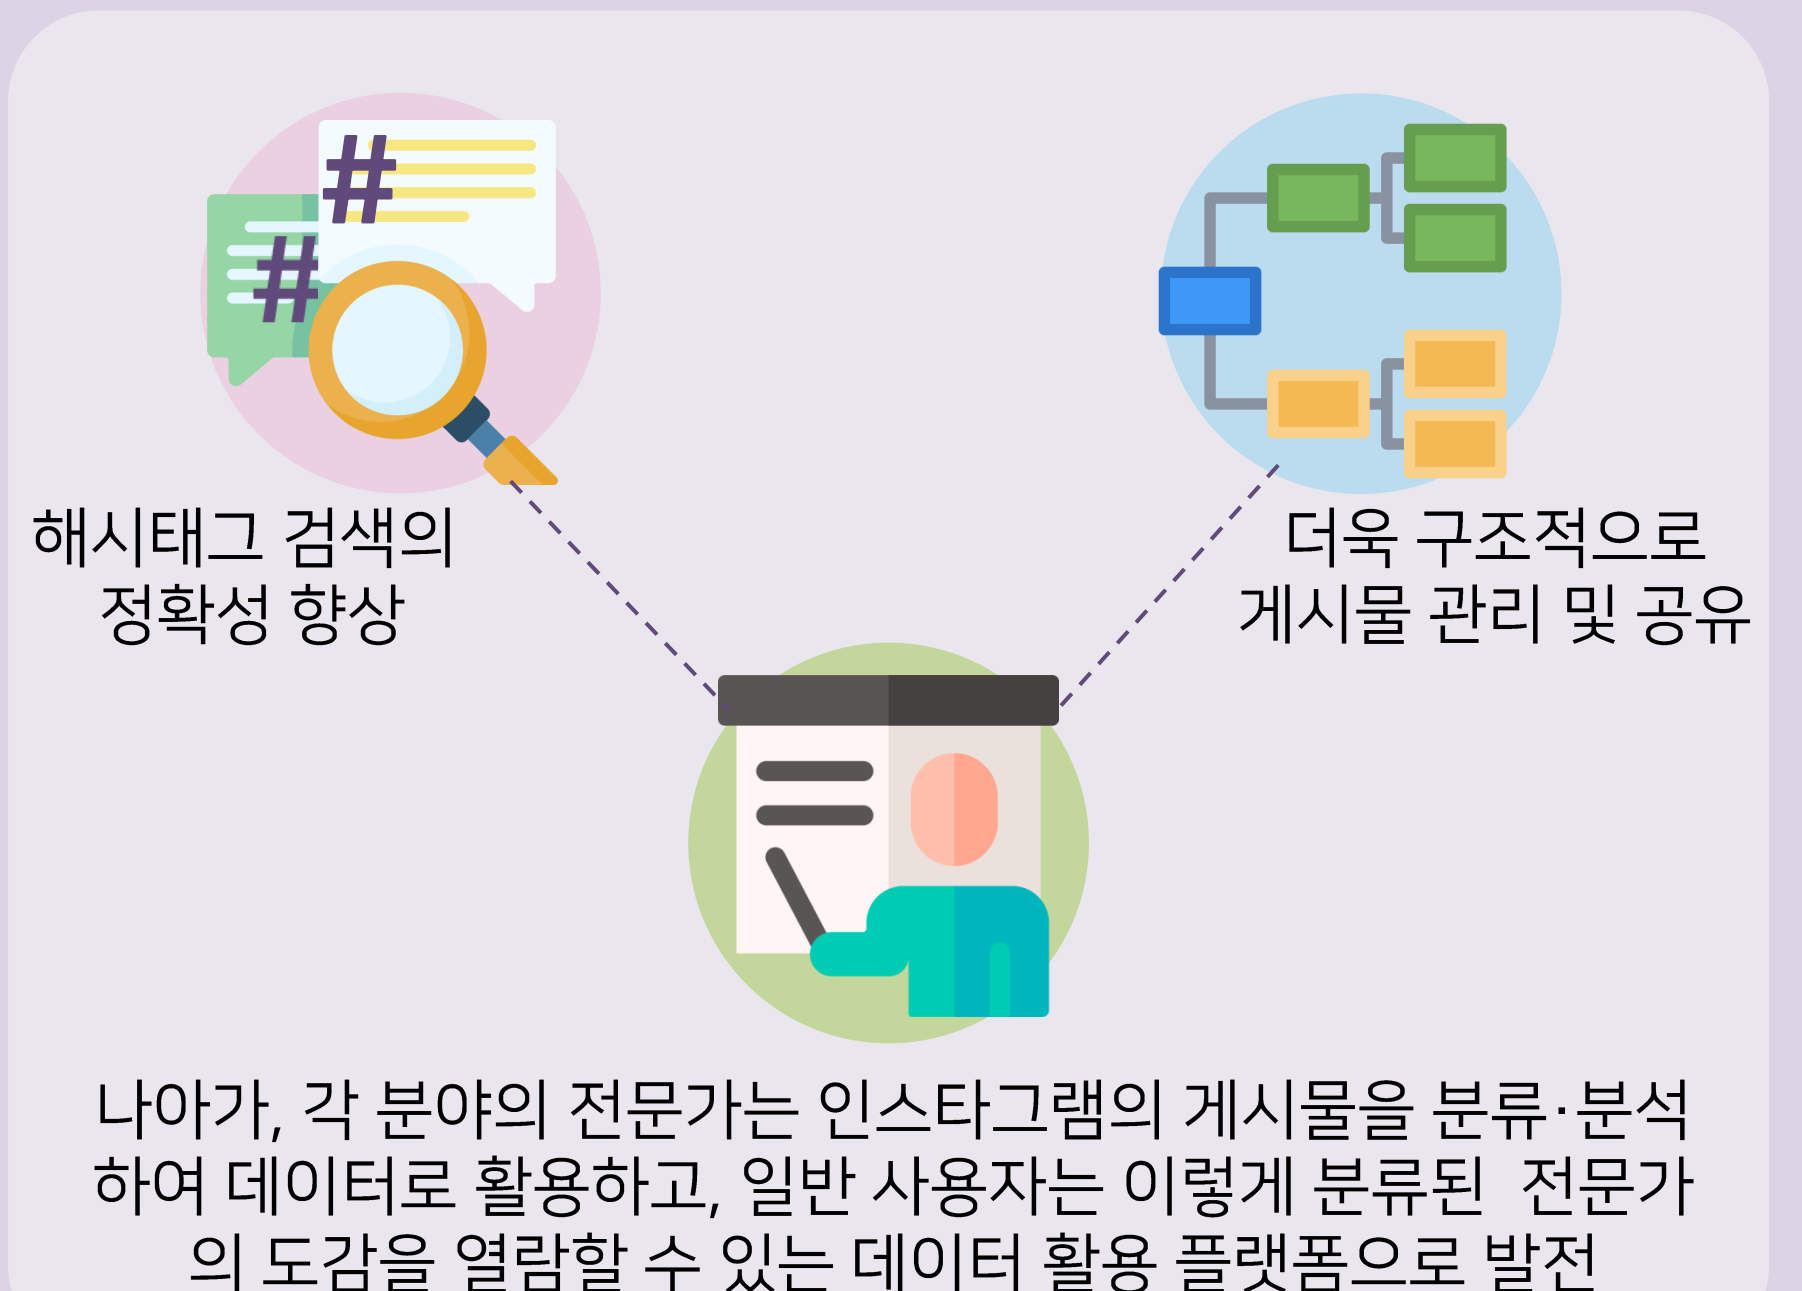 #
#
해시태그 검색의
정확성 향상
더욱 구조적으로
게시물 관리 및 공유
나아가, 각 분야의 전문가는 인스타그램의 게시물을 분류·분석
하여 데이터로 활용하고, 일반 사용자는 이렇게 분류된 전문가
의 도감을 열람할 수 있는 데이터 활용 플랫폼으로 발전